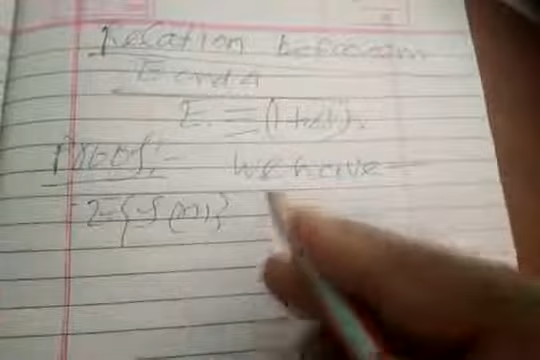 Relation between
E and Δ
E ≡ (1+Δ).
Proof:- We have
E{f(x)}